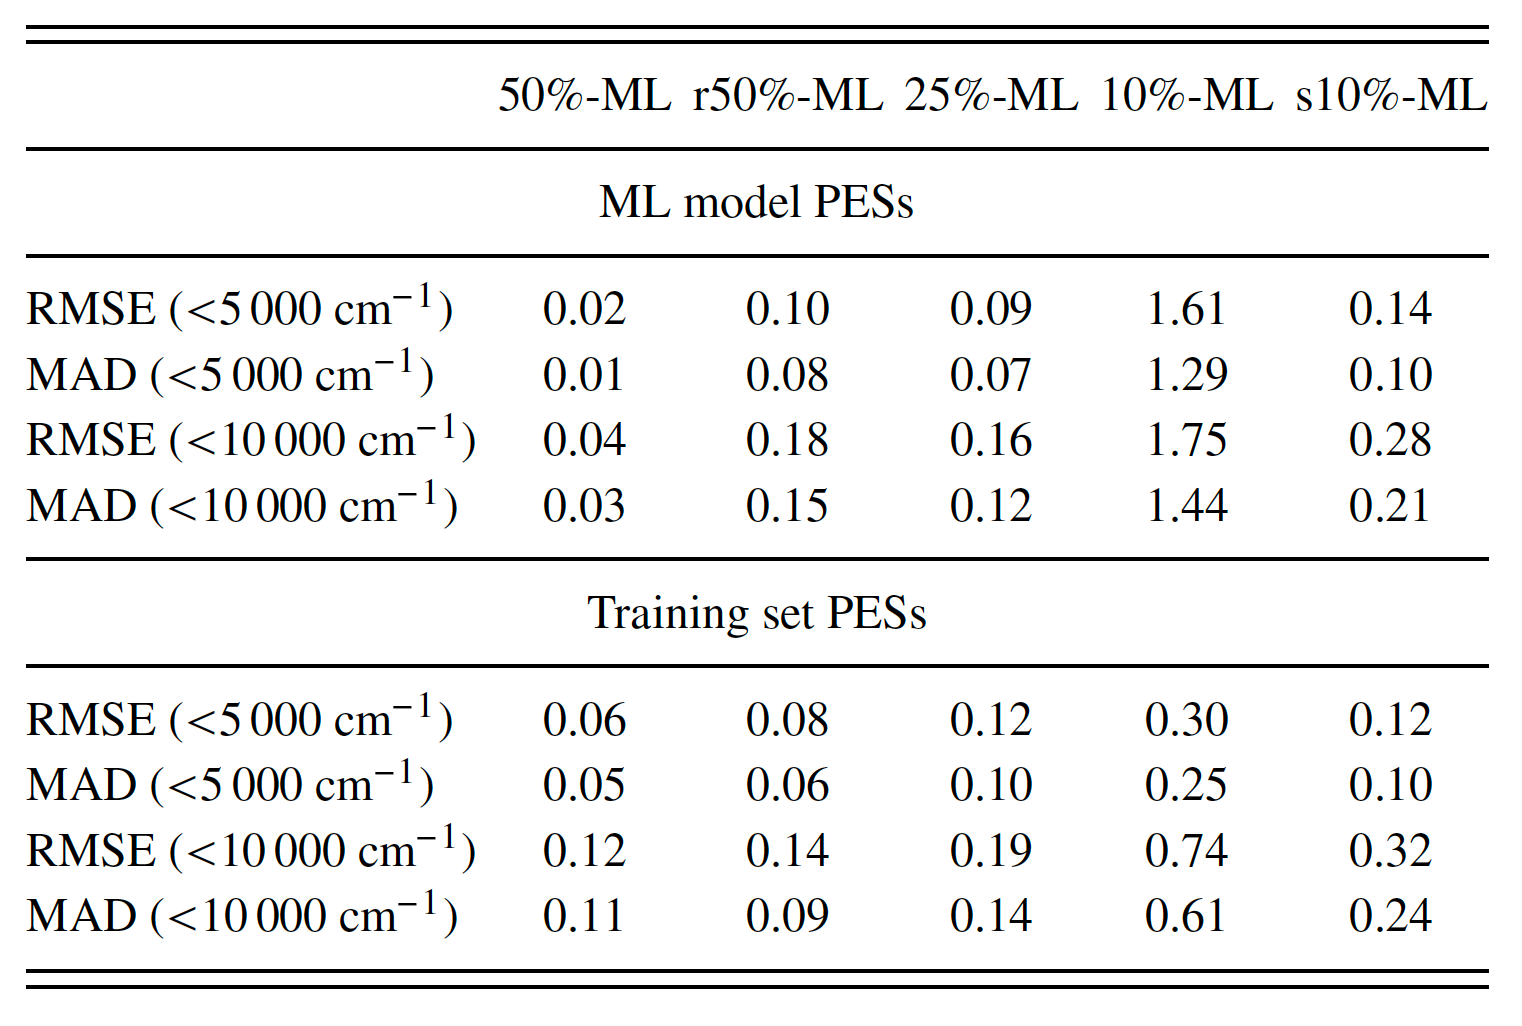 50%-ML r50%-ML 25%-ML 10%-ML s10%-ML
ML model PESs
RMSE (<5 000 cm⁻¹) 0.02 0.10 0.09 1.61 0.14
MAD (<5 000 cm⁻¹) 0.01 0.08 0.07 1.29 0.10
RMSE (<10 000 cm⁻¹) 0.04 0.18 0.16 1.75 0.28
MAD (<10 000 cm⁻¹) 0.03 0.15 0.12 1.44 0.21
Training set PESs
RMSE (<5 000 cm⁻¹) 0.06 0.08 0.12 0.30 0.12
MAD (<5 000 cm⁻¹) 0.05 0.06 0.10 0.25 0.10
RMSE (<10 000 cm⁻¹) 0.12 0.14 0.19 0.74 0.32
MAD (<10 000 cm⁻¹) 0.11 0.09 0.14 0.61 0.24